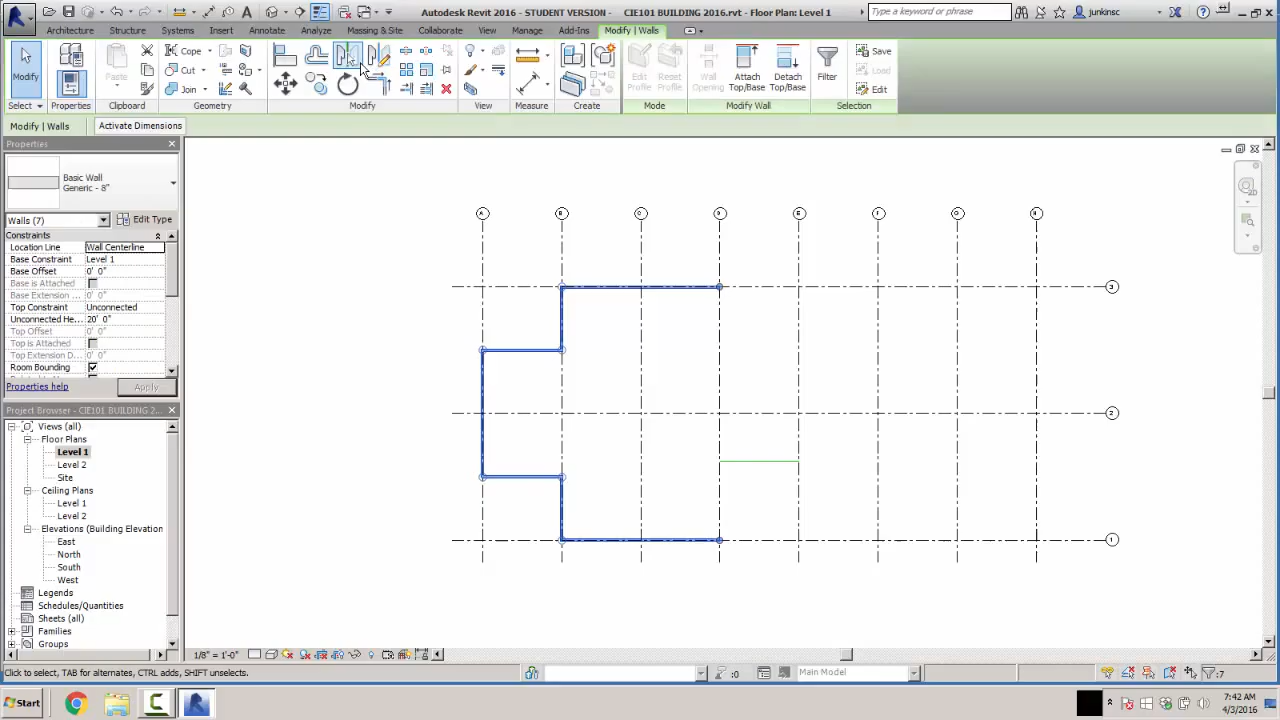 Autodesk Revit 2016 - STUDENT VERSION - CIE101 BUILDING 2016.rvt - Floor Plan: Level 1
Type a keyword or phrase
junkinsc
Architecture Structure Systems Insert Annotate Analyze Massing & Site Collaborate View Manage Add-Ins Modify | Walls
Modify
Paste
Cope
Cut
Join
Edit Profile
Reset Profile
Wall Opening
Attach Top/Base
Detach Top/Base
Filter
Save
Load
Edit
Select Properties Clipboard Geometry Modify View Measure Create Mode Modify Wall Selection
Modify | Walls Activate Dimensions
Properties
Basic Wall
Generic - 8"
Walls (7) Edit Type
Constraints
Location Line Wall Centerline
Base Constraint Level 1
Base Offset 0' 0"
Base is Attached
Base Extension ... 0' 0"
Top Constraint Unconnected
Unconnected He... 20' 0"
Top Offset 0' 0"
Top is Attached
Top Extension D... 0' 0"
Room Bounding
Properties help Apply
Project Browser - CIE101 BUILDING 2...
Views (all)
Floor Plans
Level 1
Level 2
Site
Ceiling Plans
Level 1
Level 2
Elevations (Building Elevation
East
North
South
West
Legends
Schedules/Quantities
Sheets (all)
Families
Groups
A B C D E F G H
3
2
1
2D
1/8" = 1'-0"
Click to select, TAB for alternates, CTRL adds, SHIFT unselects.
:0
Main Model
:7
Start
7:42 AM
4/3/2016